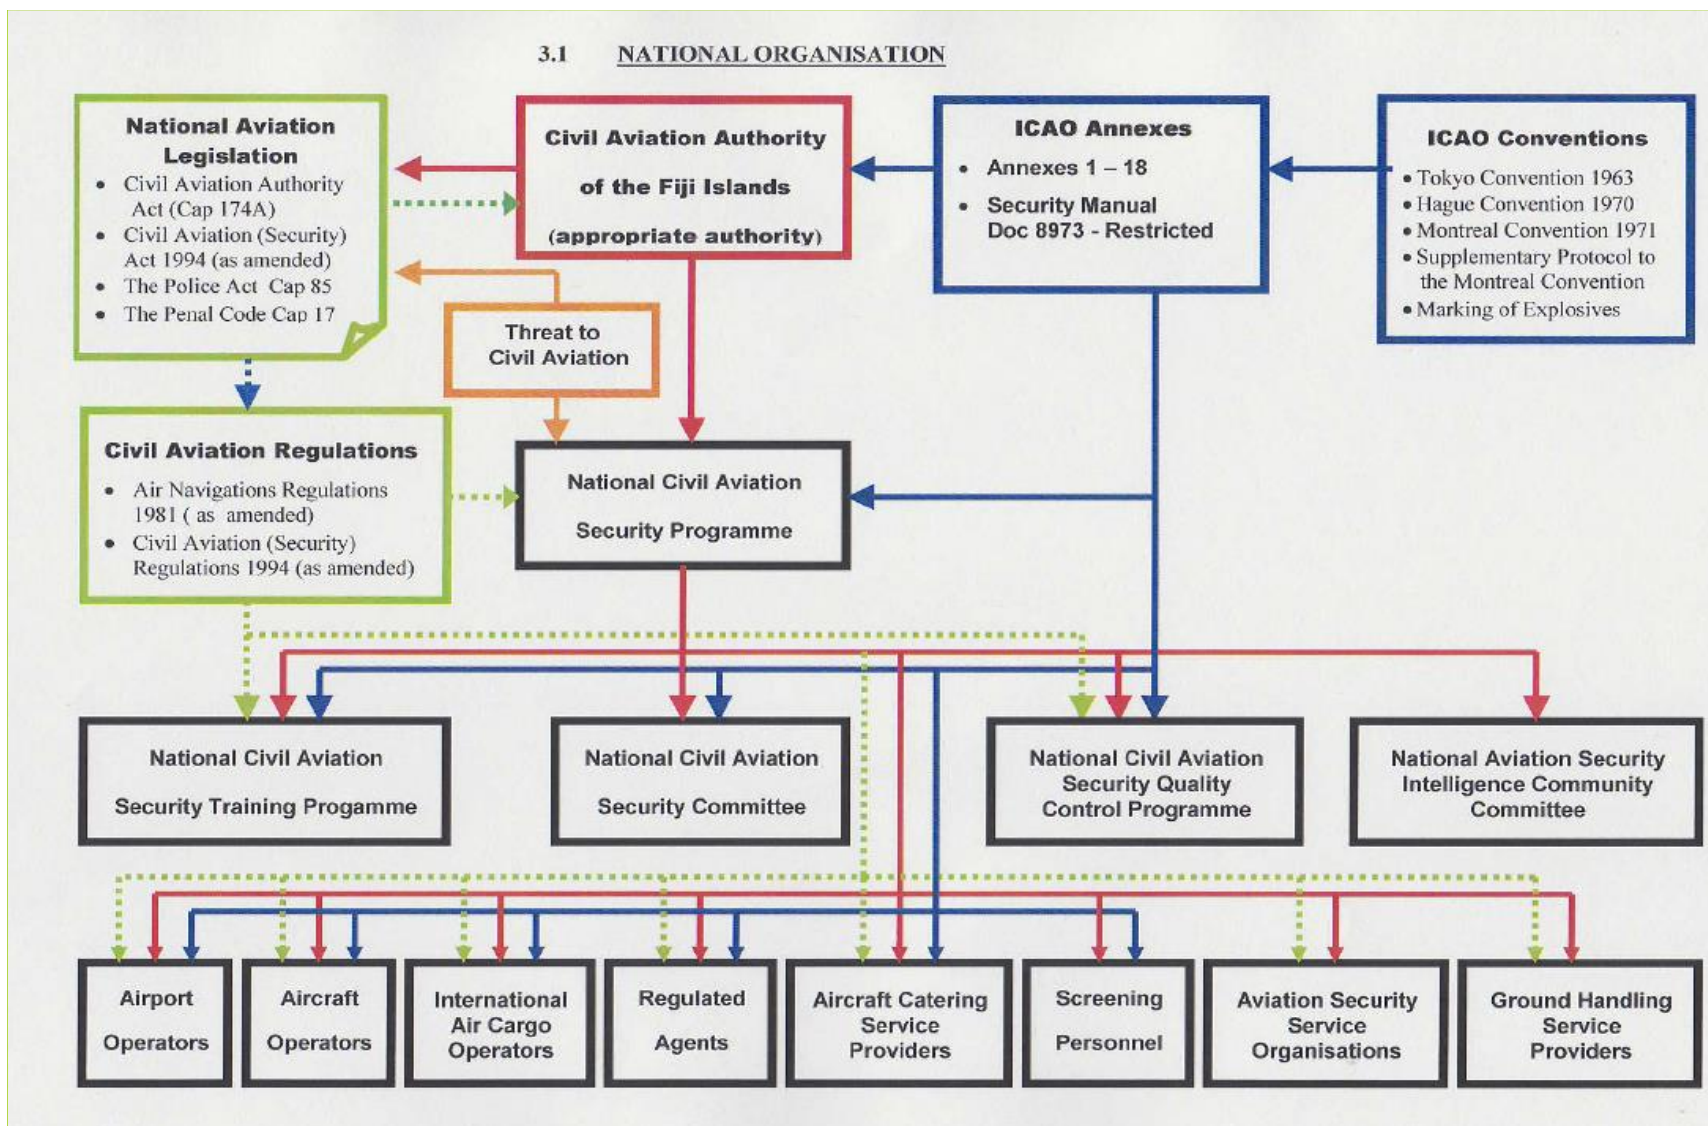 3.1 NATIONAL ORGANISATION
National Aviation
Legislation
• Civil Aviation Authority
Act (Cap 174A)
• Civil Aviation (Security)
Act 1994 (as amended)
• The Police Act Cap 85
• The Penal Code Cap 17
Civil Aviation Authority
of the Fiji Islands
(appropriate authority)
ICAO Annexes
• Annexes 1 – 18
• Security Manual
Doc 8973 - Restricted
ICAO Conventions
• Tokyo Convention 1963
• Hague Convention 1970
• Montreal Convention 1971
• Supplementary Protocol to
the Montreal Convention
• Marking of Explosives
Threat to
Civil Aviation
Civil Aviation Regulations
• Air Navigations Regulations
1981 ( as amended)
• Civil Aviation (Security)
Regulations 1994 (as amended)
National Civil Aviation
Security Programme
National Civil Aviation
Security Training Progamme
National Civil Aviation
Security Committee
National Civil Aviation
Security Quality
Control Programme
National Aviation Security
Intelligence Community
Committee
Airport
Operators
Aircraft
Operators
International
Air Cargo
Operators
Regulated
Agents
Aircraft Catering
Service
Providers
Screening
Personnel
Aviation Security
Service
Organisations
Ground Handling
Service
Providers